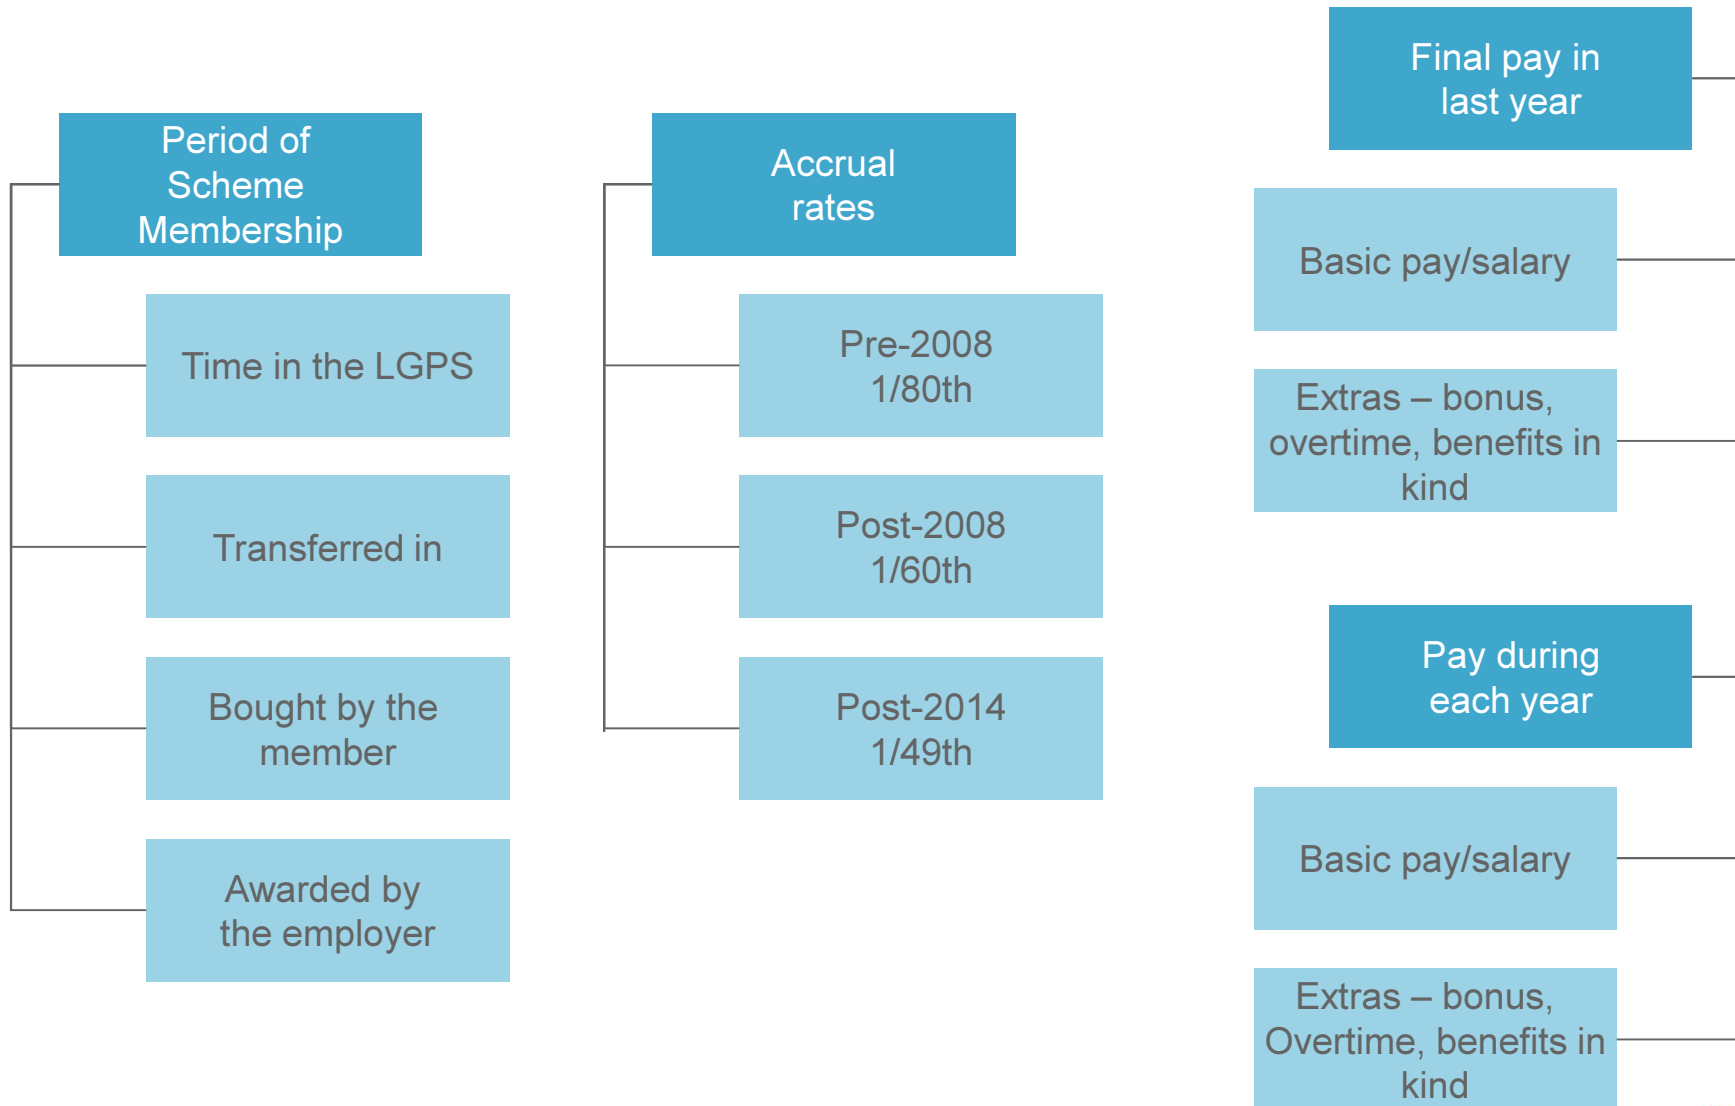 Period of
Scheme
Membership
Time in the LGPS
Transferred in
Bought by the
member
Awarded by
the employer
Accrual
rates
Pre-2008
1/80th
Post-2008
1/60th
Post-2014
1/49th
Final pay in
last year
Basic pay/salary
Extras – bonus,
overtime, benefits in
kind
Pay during
each year
Basic pay/salary
Extras – bonus,
Overtime, benefits in
kind